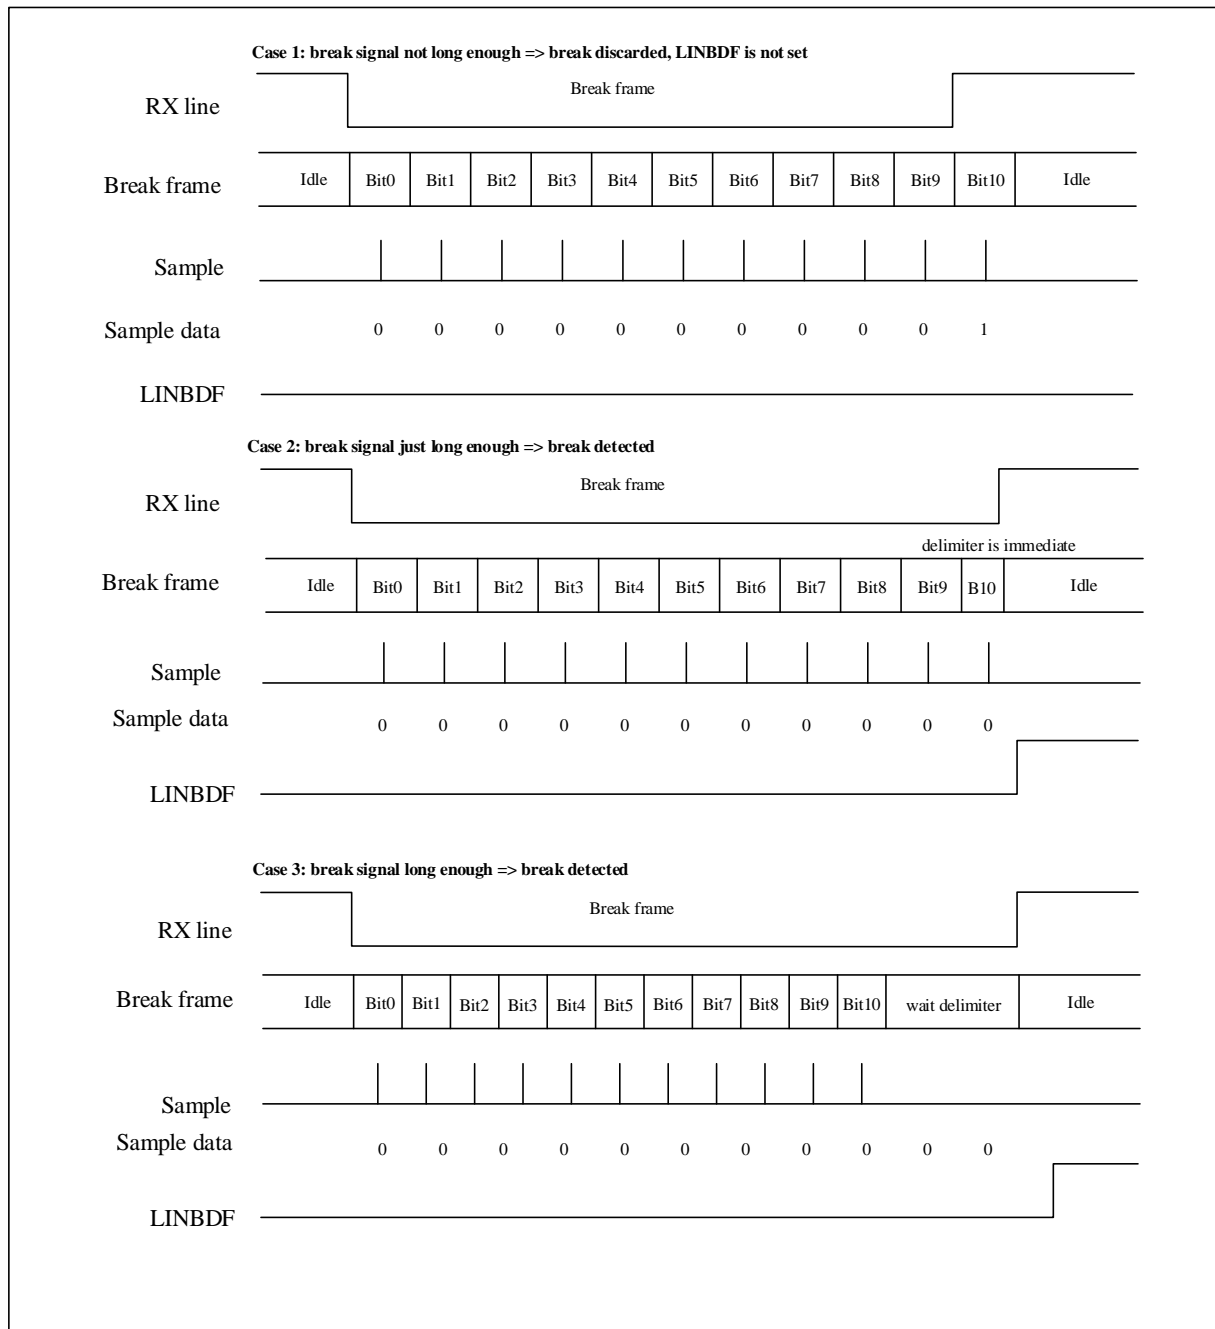 Case 1: break signal not long enough => break discarded, LINBDF is not set
RX line
Break frame
Break frame
Idle Bit0 Bit1 Bit2 Bit3 Bit4 Bit5 Bit6 Bit7 Bit8 Bit9 Bit10 Idle
Sample
Sample data
0 0 0 0 0 0 0 0 0 0 1
LINBDF
Case 2: break signal just long enough => break detected
RX line
Break frame
delimiter is immediate
Break frame
Idle Bit0 Bit1 Bit2 Bit3 Bit4 Bit5 Bit6 Bit7 Bit8 Bit9 B10 Idle
Sample
Sample data
0 0 0 0 0 0 0 0 0 0 0
LINBDF
Case 3: break signal long enough => break detected
RX line
Break frame
Break frame
Idle Bit0 Bit1 Bit2 Bit3 Bit4 Bit5 Bit6 Bit7 Bit8 Bit9 Bit10 wait delimiter Idle
Sample
Sample data
0 0 0 0 0 0 0 0 0 0 0
LINBDF